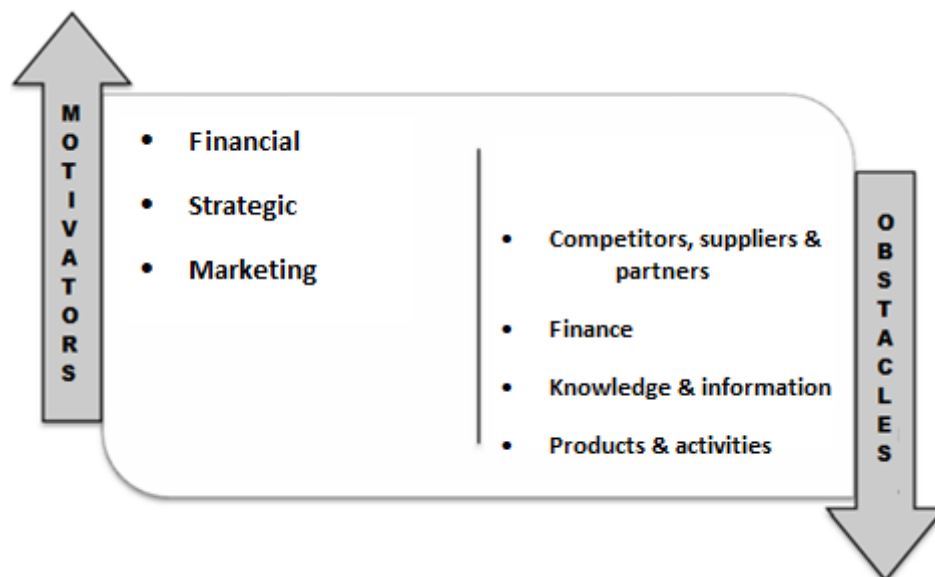 MOTIVATORS
• Financial
• Strategic
• Marketing
• Competitors, suppliers &
partners
• Finance
• Knowledge & information
• Products & activities
OBSTACLES